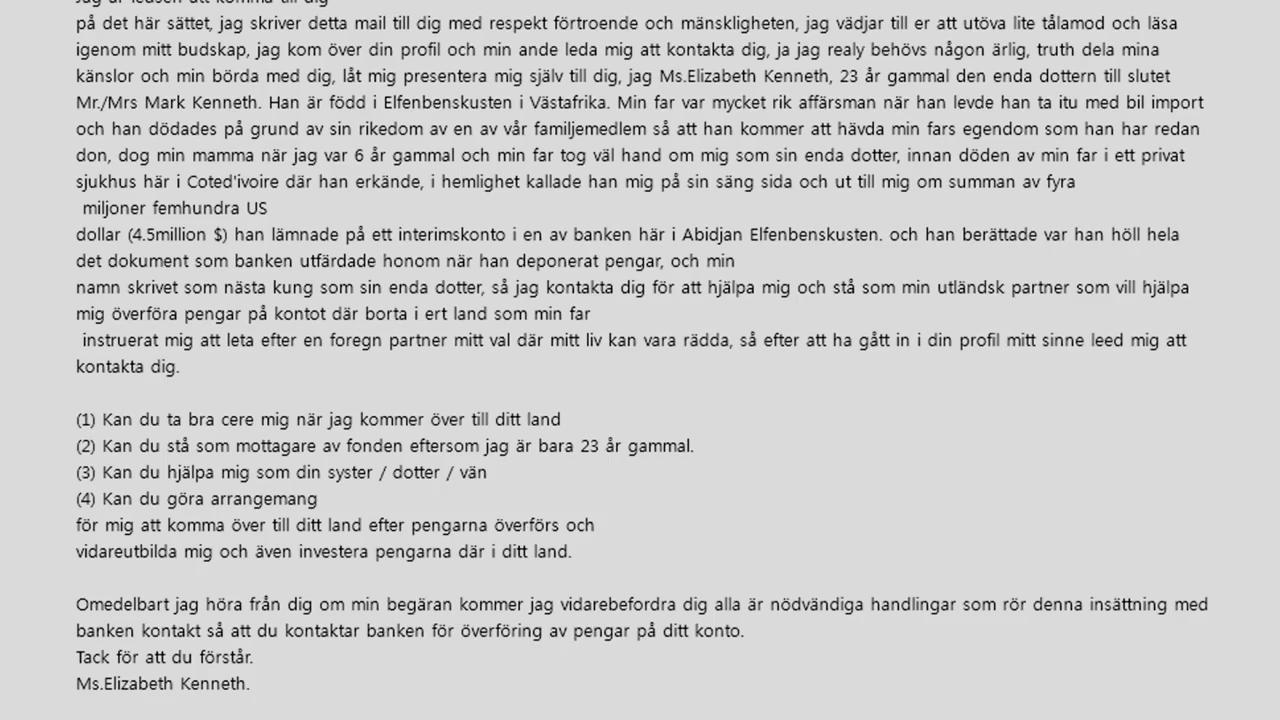 på det här sättet, jag skriver detta mail till dig med respekt förtroende och mänskligheten, jag vädjar till er att utöva lite tålamod och läsa
igenom mitt budskap, jag kom över din profil och min ande leda mig att kontakta dig, ja jag realy behövs någon ärlig, truth dela mina
känslor och min börda med dig, låt mig presentera mig själv till dig, jag Ms.Elizabeth Kenneth, 23 år gammal den enda dottern till slutet
Mr./Mrs Mark Kenneth. Han är född i Elfenbenskusten i Västafrika. Min far var mycket rik affärsman när han levde han ta itu med bil import
och han dödades på grund av sin rikedom av en av vår familjemedlem så att han kommer att hävda min fars egendom som han har redan
don, dog min mamma när jag var 6 år gammal och min far tog väl hand om mig som sin enda dotter, innan döden av min far i ett privat
sjukhus här i Coted'ivoire där han erkände, i hemlighet kallade han mig på sin säng sida och ut till mig om summan av fyra
miljoner femhundra US
dollar (4.5million $) han lämnade på ett interimskonto i en av banken här i Abidjan Elfenbenskusten. och han berättade var han höll hela
det dokument som banken utfärdade honom när han deponerat pengar, och min
namn skrivet som nästa kung som sin enda dotter, så jag kontakta dig för att hjälpa mig och stå som min utländsk partner som vill hjälpa
mig överföra pengar på kontot där borta i ert land som min far
instruerat mig att leta efter en foregn partner mitt val där mitt liv kan vara rädda, så efter att ha gått in i din profil mitt sinne leed mig att
kontakta dig.
(1) Kan du ta bra cere mig när jag kommer över till ditt land
(2) Kan du stå som mottagare av fonden eftersom jag är bara 23 år gammal.
(3) Kan du hjälpa mig som din syster / dotter / vän
(4) Kan du göra arrangemang
för mig att komma över till ditt land efter pengarna överförs och
vidareutbilda mig och även investera pengarna där i ditt land.
Omedelbart jag höra från dig om min begäran kommer jag vidarebefordra dig alla är nödvändiga handlingar som rör denna insättning med
banken kontakt så att du kontaktar banken för överföring av pengar på ditt konto.
Tack för att du förstår.
Ms.Elizabeth Kenneth.